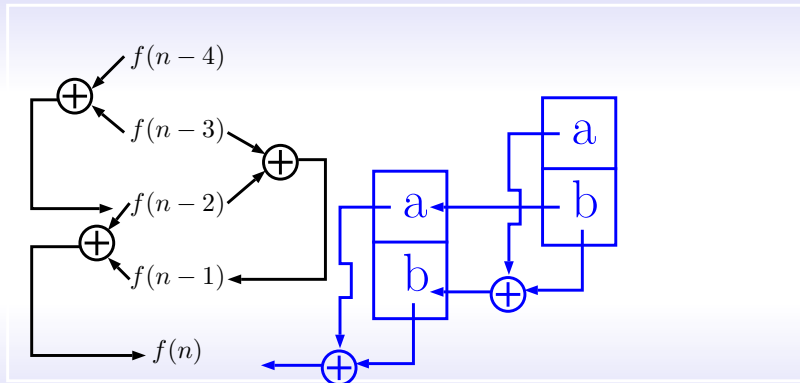 f(n − 4)
f(n − 3)
f(n − 2)
f(n − 1)
f(n)
a
b
a
b